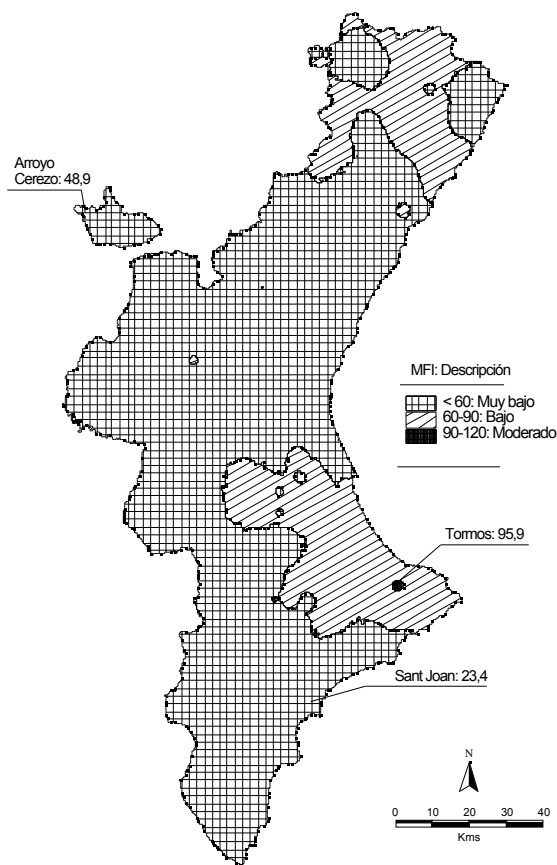 Arroyo
Cerezo: 48,9
MFI: Descripción
< 60: Muy bajo
60-90: Bajo
90-120: Moderado
Tormos: 95,9
Sant Joan: 23,4
N
0 10 20 30 40
Kms